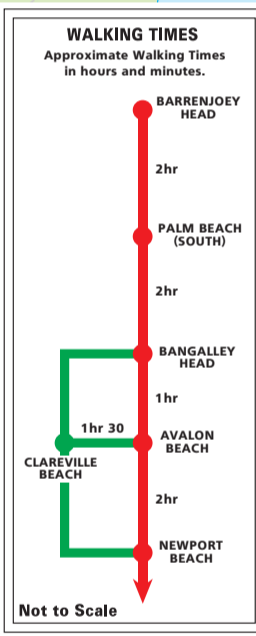 WALKING TIMES
Approximate Walking Times
in hours and minutes.
BARRENJOEY
HEAD
2hr
PALM BEACH
(SOUTH)
2hr
BANGALLEY
HEAD
1hr
1hr 30
AVALON
BEACH
CLAREVILLE
BEACH
2hr
NEWPORT
BEACH
Not to Scale